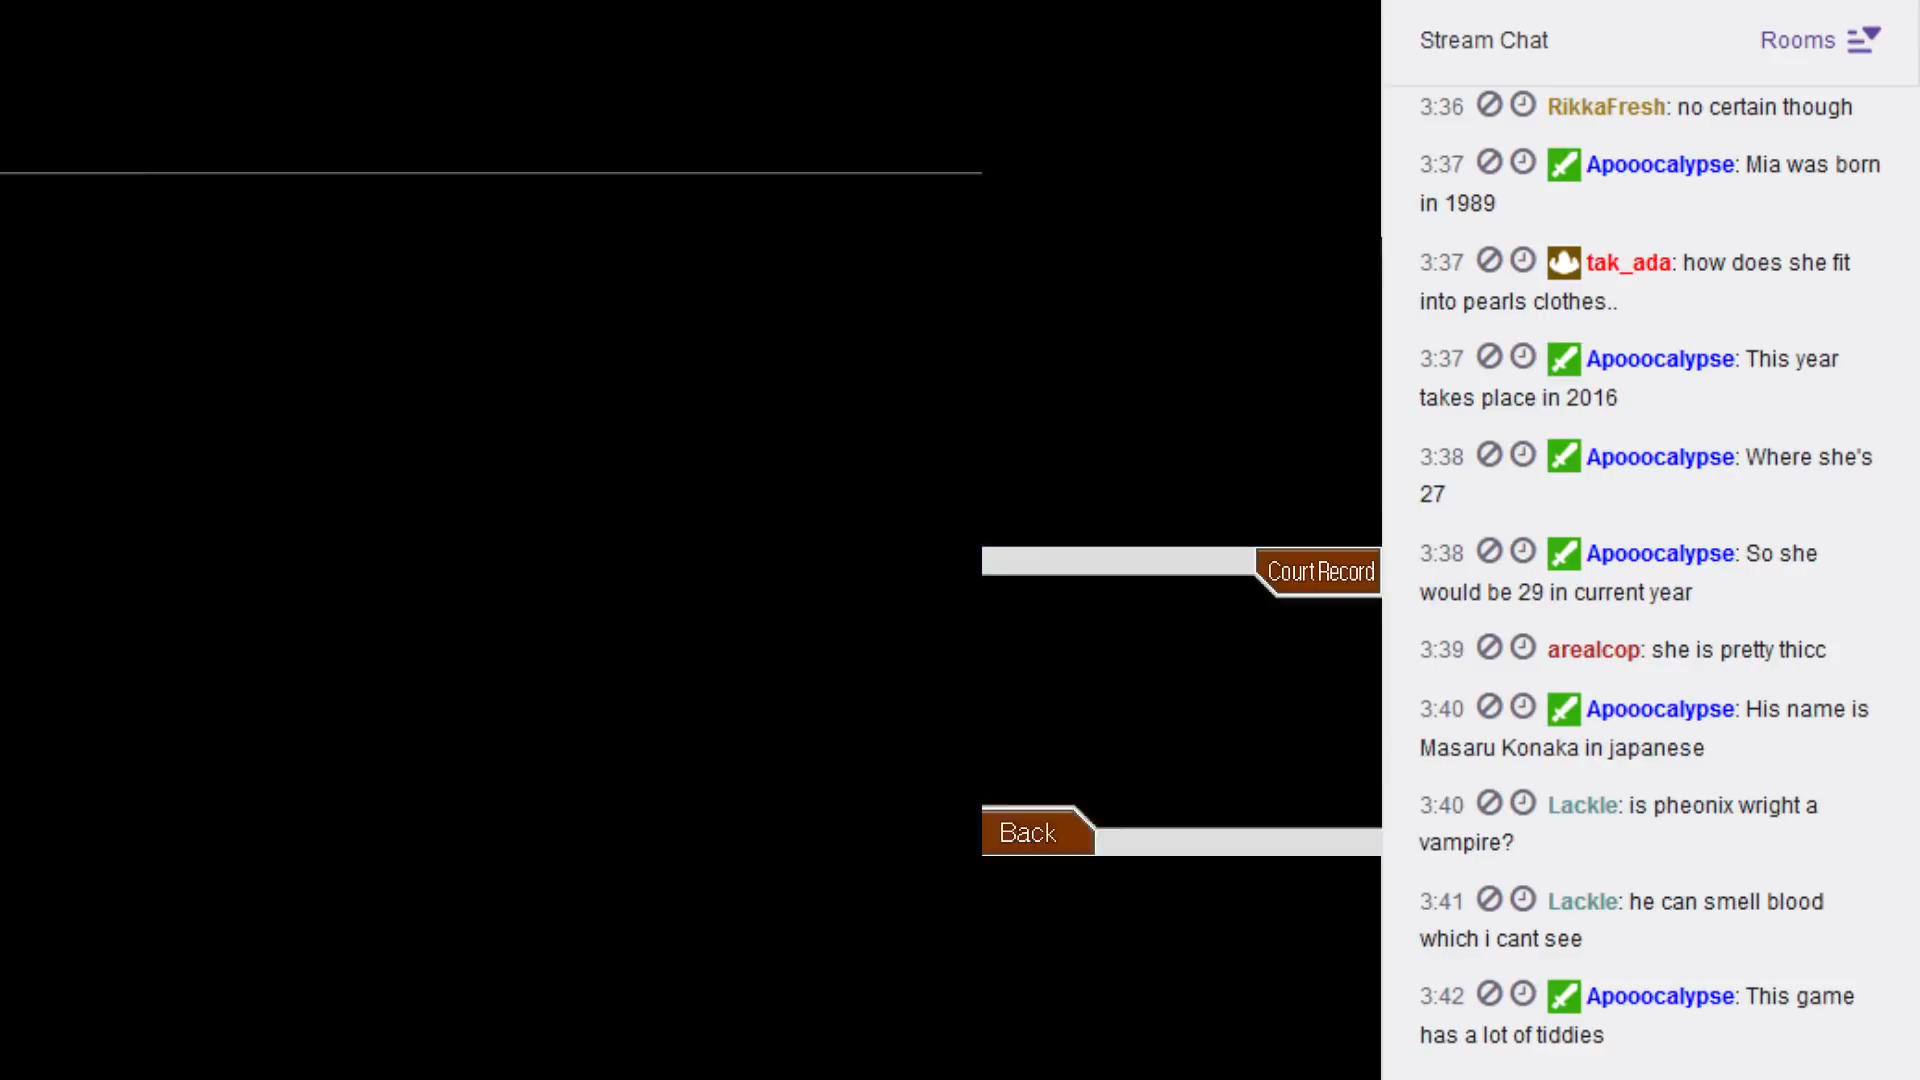 Stream Chat
Rooms
3:36 RikkaFresh: no certain though
3:37 Apooocalypse: Mia was born
in 1989
3:37 tak_ada: how does she fit
into pearls clothes..
3:37 Apooocalypse: This year
takes place in 2016
3:38 Apooocalypse: Where she's
27
3:38 Apooocalypse: So she
would be 29 in current year
3:39 arealcop: she is pretty thicc
3:40 Apooocalypse: His name is
Masaru Konaka in japanese
3:40 Lackle: is pheonix wright a
vampire?
3:41 Lackle: he can smell blood
which i cant see
3:42 Apooocalypse: This game
has a lot of tiddies
Court Record
Back